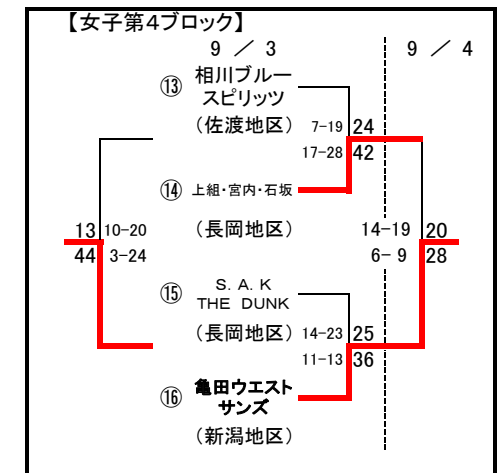 【女子第4ブロック】
9 ／ 3
9 ／ 4
⑬ 相川ブルー
スピリッツ
(佐渡地区) 7-19 24
17-28 42
⑭ 上組・宮内・石坂
13 10-20 (長岡地区) 14-19 20
44 3-24 6- 9 28
⑮ S. A. K
THE DUNK
(長岡地区) 14-23 25
11-13 36
⑯ 亀田ウエスト
サンズ
(新潟地区)